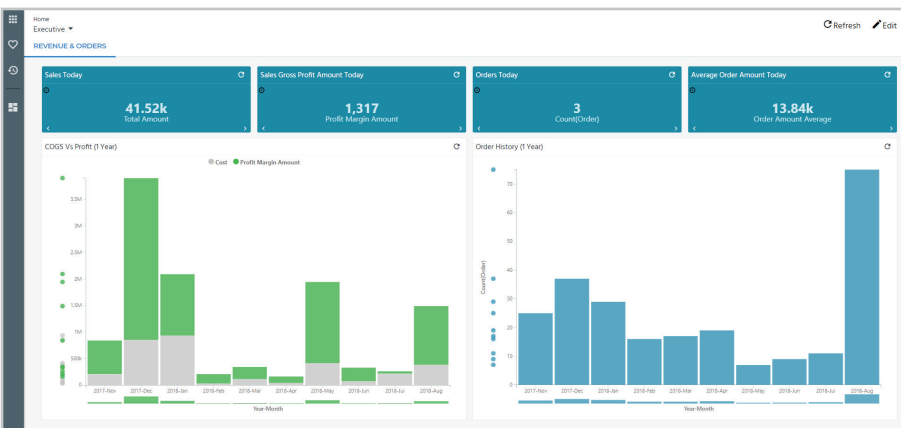 Home
Executive
Refresh Edit
REVENUE & ORDERS
Sales Today
41.52k
Total Amount
Sales Gross Profit Amount Today
1,317
Profit Margin Amount
Orders Today
3
Count(Order)
Average Order Amount Today
13.84k
Order Amount Average
COGS Vs Profit (1 Year)
Cost Profit Margin Amount
3.5M
3M
2.5M
2M
1.5M
1M
500k
0
2017-Nov 2017-Dec 2018-Jan 2018-Feb 2018-Mar 2018-Apr 2018-May 2018-Jun 2018-Jul 2018-Aug
Year-Month
Order History (1 Year)
Count(Order)
70
60
50
40
30
20
10
0
2017-Nov 2017-Dec 2018-Jan 2018-Feb 2018-Mar 2018-Apr 2018-May 2018-Jun 2018-Jul 2018-Aug
Year-Month